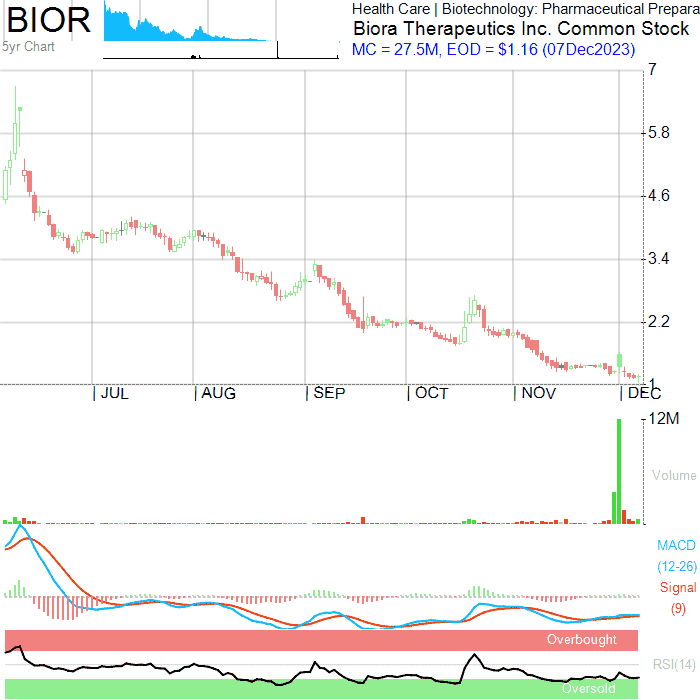 BIOR
5yr Chart
Health Care | Biotechnology: Pharmaceutical Prepara
Biora Therapeutics Inc. Common Stock
MC = 27.5M, EOD = $1.16 (07Dec2023)
7
5.8
4.6
3.4
2.2
1
JUL AUG SEP OCT NOV DEC
12M
Volume
MACD
(12-26)
Signal
(9)
Overbought
RSI(14)
Oversold